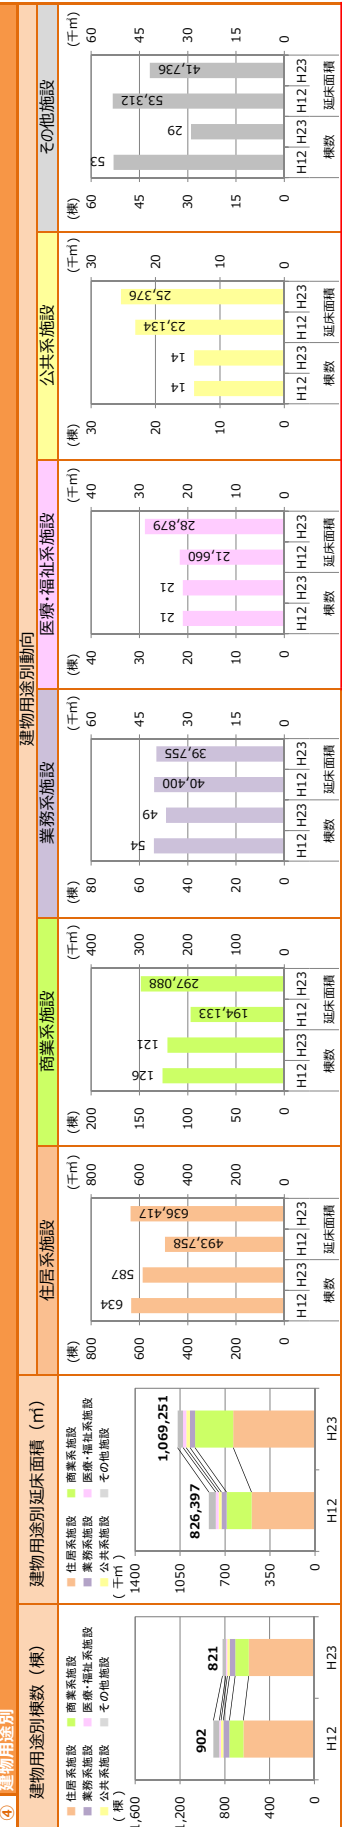 ④ 建物用途別
建物用途別棟数（棟）
建物用途別延床面積（㎡）
建物用途別動向
住居系施設
商業系施設
業務系施設
医療・福祉系施設
公共系施設
その他施設
住居系施設 商業系施設
業務系施設 医療・福祉系施設
公共系施設 その他施設
(棟)
1,600
1,200
800
400
0
902
821
H12 H23
住居系施設 商業系施設
業務系施設 医療・福祉系施設
公共系施設 その他施設
(千㎡)
1400
1050
700
350
0
826,397
1,069,251
H12 H23
(棟) (千㎡)
800 800
600 600
400 400
200 200
0 0
634 587 493,758 636,417
H12 H23 H12 H23
棟数 延床面積
(棟) (千㎡)
200 400
150 300
100 200
50 100
0 0
126 121 194,133 297,088
H12 H23 H12 H23
棟数 延床面積
(棟) (千㎡)
80 60
60 45
40 30
20 15
0 0
54 49 40,400 39,755
H12 H23 H12 H23
棟数 延床面積
(棟) (千㎡)
40 40
30 30
20 20
10 10
0 0
21 21 21,660 28,879
H12 H23 H12 H23
棟数 延床面積
(棟) (千㎡)
30 30
20 20
10 10
0 0
14 14 23,134 25,376
H12 H23 H12 H23
棟数 延床面積
(棟) (千㎡)
60 60
45 45
30 30
15 15
0 0
53 29 53,312 41,736
H12 H23 H12 H23
棟数 延床面積